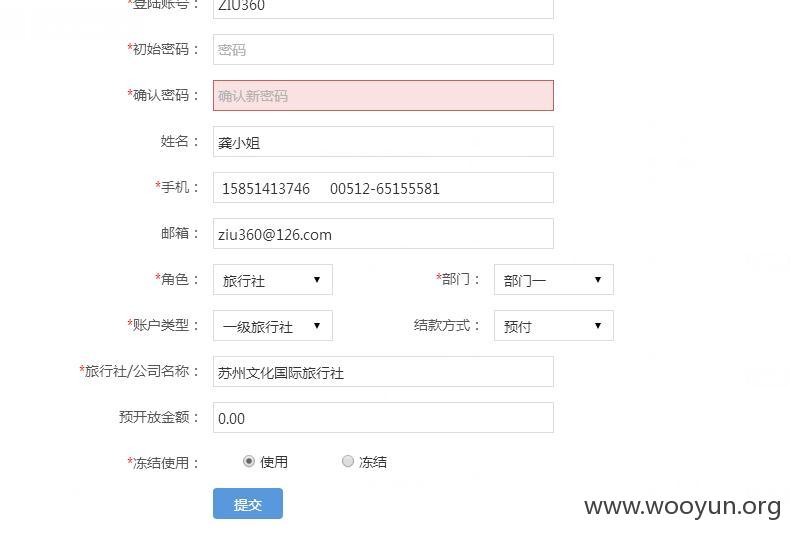 *登陆账号： ZIU360
*初始密码： 密码
*确认密码： 确认新密码
姓名： 龚小姐
*手机： 15851413746 00512-65155581
邮箱： ziu360@126.com
*角色： 旅行社 ▼ *部门： 部门一 ▼
*账户类型： 一级旅行社 ▼ 结款方式： 预付 ▼
*旅行社/公司名称： 苏州文化国际旅行社
预开放金额： 0.00
*冻结使用： 使用 冻结
提交
www.wooyun.org